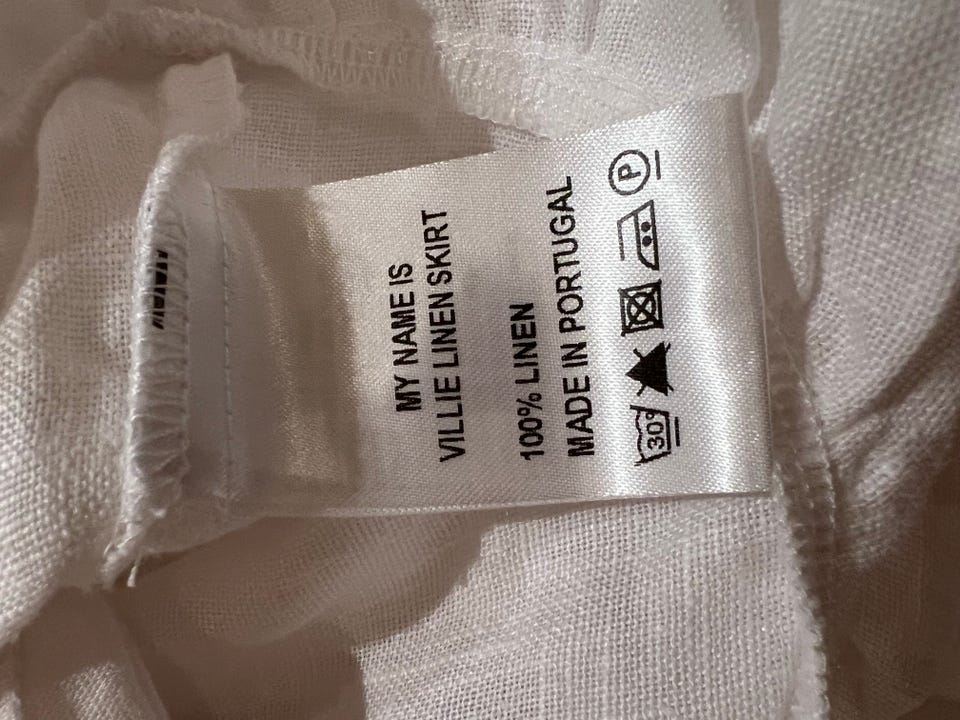 MY NAME IS
VILLIE LINEN SKIRT
100% LINEN
MADE IN PORTUGAL
30° P